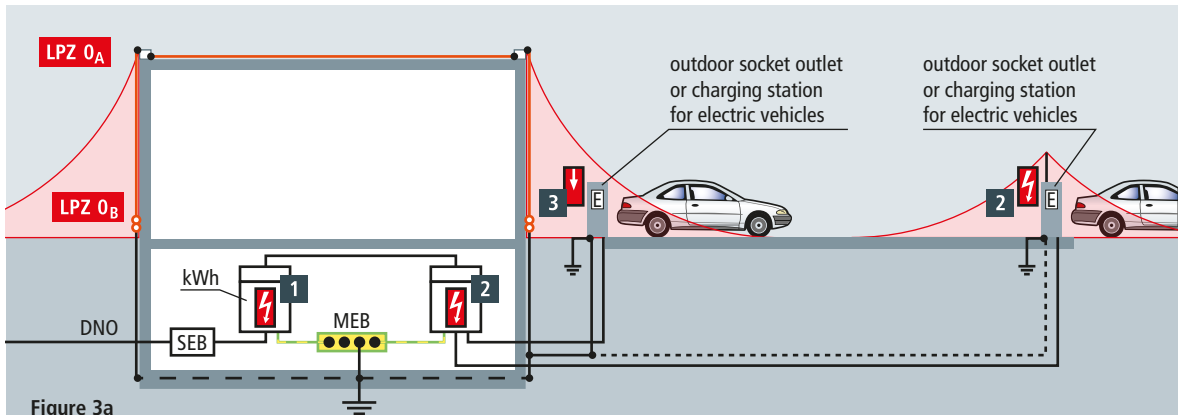 LPZ 0A
outdoor socket outlet
or charging station
for electric vehicles
outdoor socket outlet
or charging station
for electric vehicles
LPZ 0B
3
E
2
E
kWh
1
2
DNO
SEB
MEB
Figure 3a